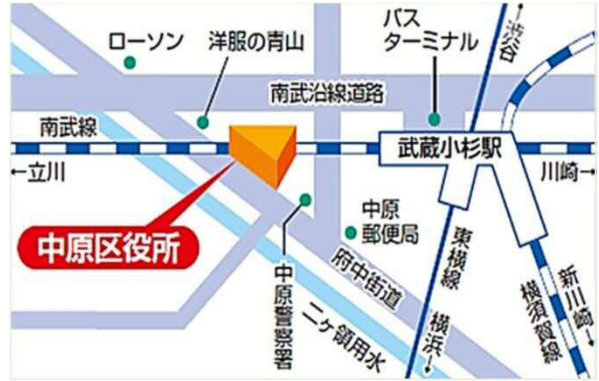 ローソン
洋服の青山
バス
ターミナル
←渋谷
南武沿線道路
南武線
武蔵小杉駅
←立川
川崎→
中原区役所
中原
郵便局
中原警察署
府中街道
二ヶ領用水
東横線
横浜→
横須賀線
新川崎→